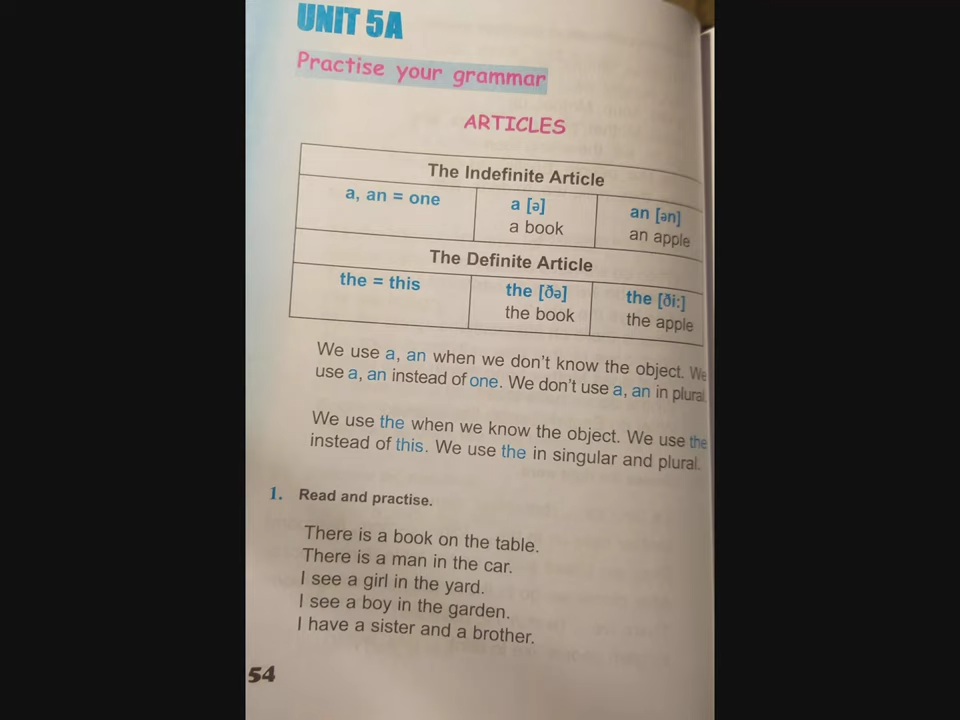 UNIT 5A
Practise your grammar
ARTICLES
The Indefinite Article
a, an = one
a [ə]
a book
an [ən]
an apple
The Definite Article
the = this
the [ðə]
the book
the [ði:]
the apple
We use a, an when we don't know the object. We
use a, an instead of one. We don't use a, an in plural.
We use the when we know the object. We use the
instead of this. We use the in singular and plural.
1. Read and practise.
There is a book on the table.
There is a man in the car.
I see a girl in the yard.
I see a boy in the garden.
I have a sister and a brother.
54